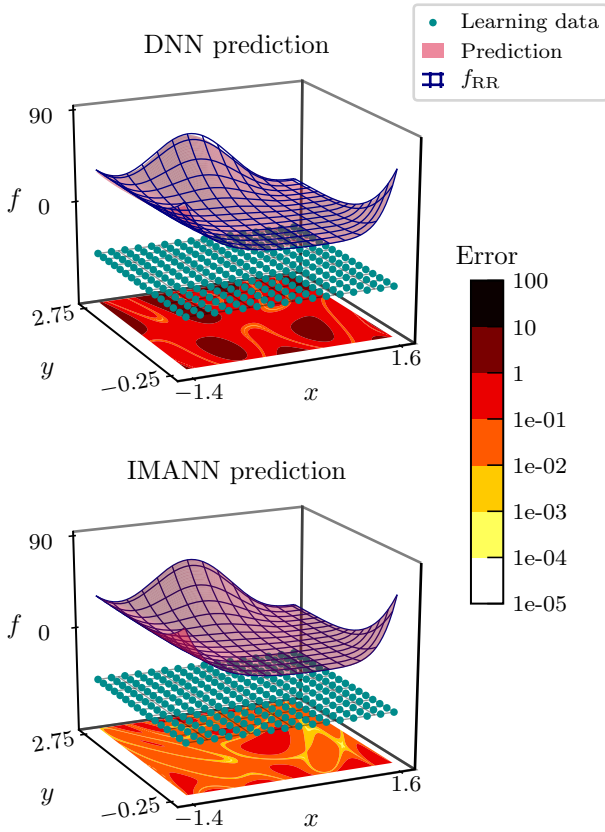 Learning data
Prediction
f_RR
DNN prediction
90
0
f
2.75
−0.25
y
−1.4
x
1.6
Error
100
10
1
1e-01
1e-02
1e-03
1e-04
1e-05
IMANN prediction
90
0
f
2.75
−0.25
y
−1.4
x
1.6